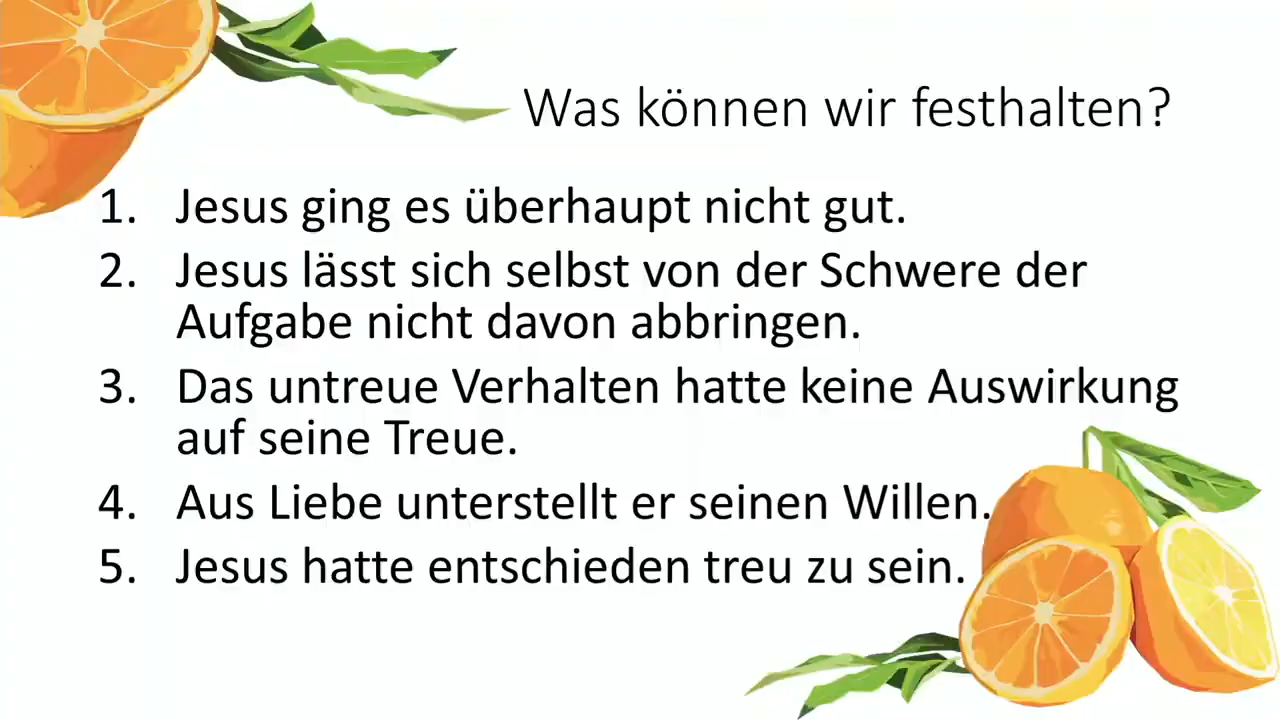 Was können wir festhalten?
1. Jesus ging es überhaupt nicht gut.
2. Jesus lässt sich selbst von der Schwere der
Aufgabe nicht davon abbringen.
3. Das untreue Verhalten hatte keine Auswirkung
auf seine Treue.
4. Aus Liebe unterstellt er seinen Willen.
5. Jesus hatte entschieden treu zu sein.